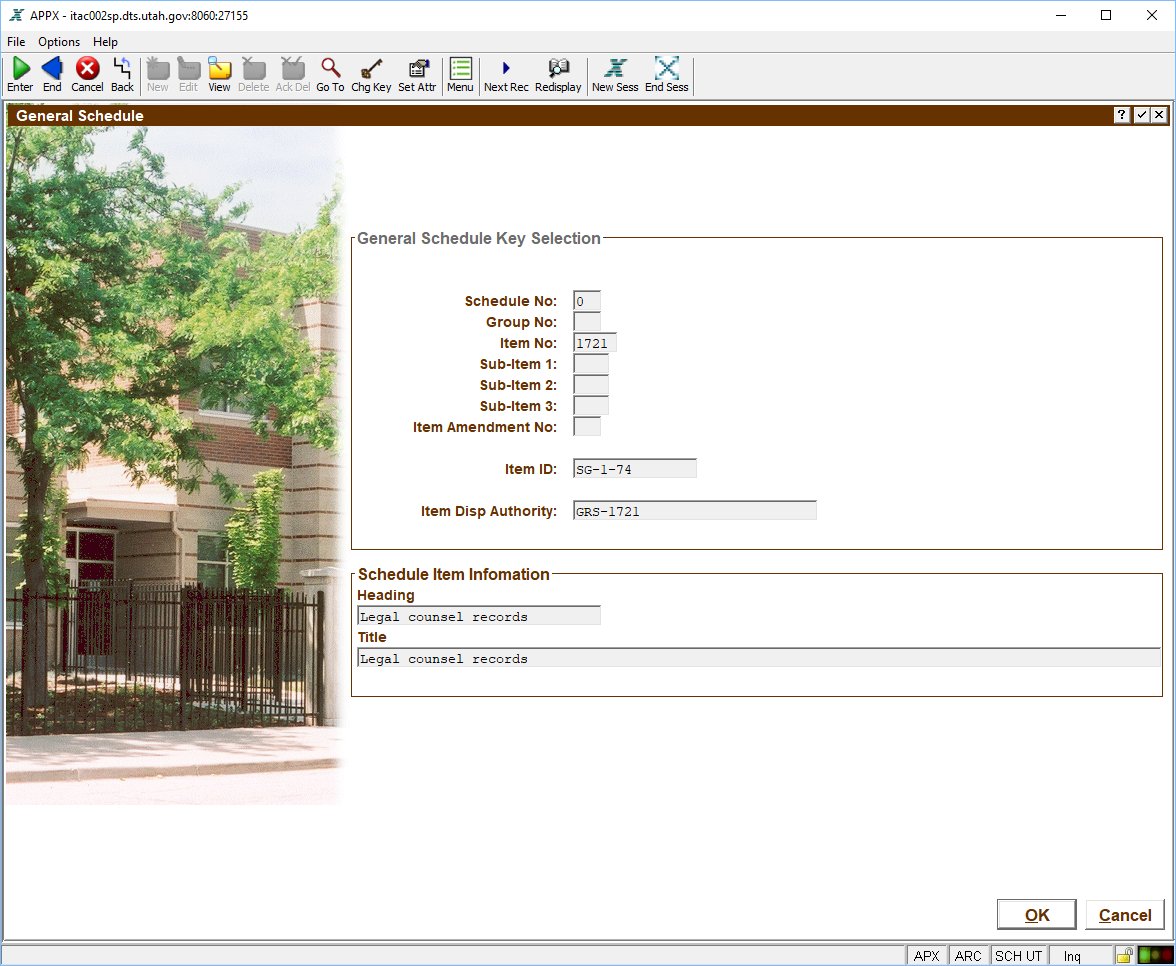 APPX - itac002sp.dts.utah.gov:8060:27155
File Options Help
Enter End Cancel Back New Edit View Delete Ack Del Go To Chg Key Set Attr Menu Next Rec Redisplay New Sess End Sess
General Schedule
General Schedule Key Selection
Schedule No: 0
Group No:
Item No: 1721
Sub-Item 1:
Sub-Item 2:
Sub-Item 3:
Item Amendment No:
Item ID: SG-1-74
Item Disp Authority: GRS-1721
Schedule Item Infomation
Heading
Legal counsel records
Title
Legal counsel records
OK Cancel
APX ARC SCH UT Inq